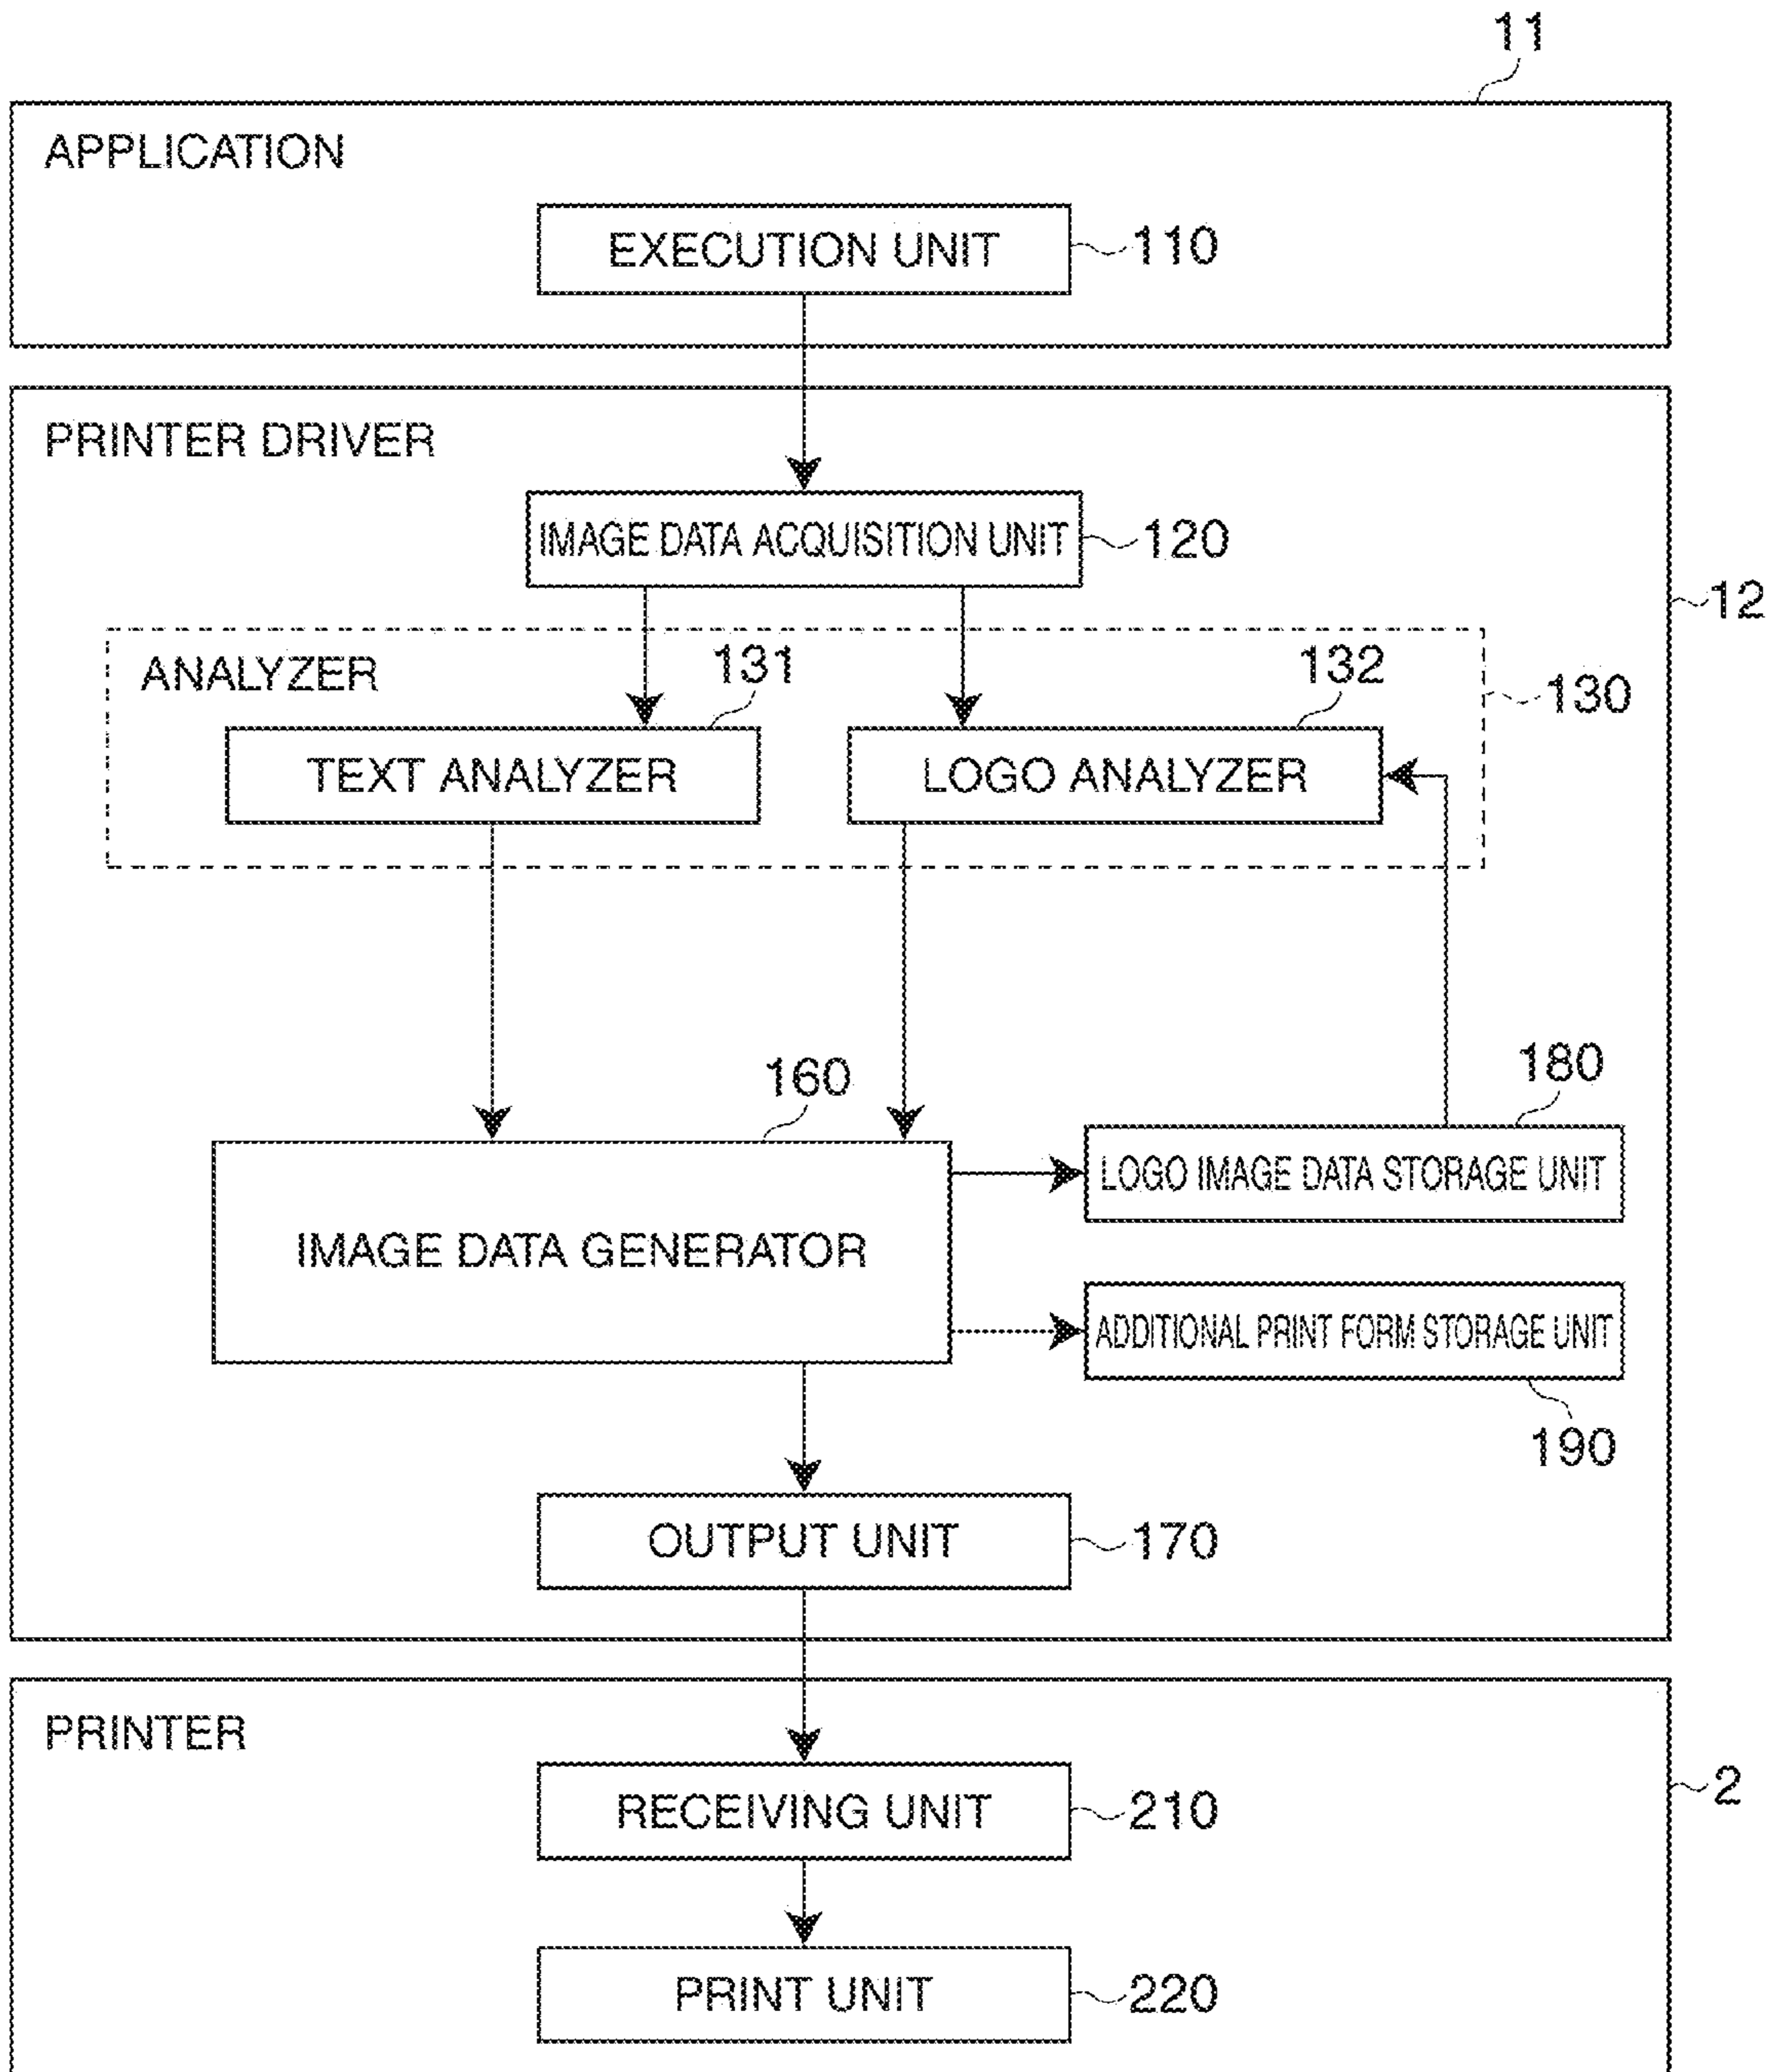 11
APPLICATION
EXECUTION UNIT
110
PRINTER DRIVER
IMAGE DATA ACQUISITION UNIT
120
12
ANALYZER
131
132
130
TEXT ANALYZER
LOGO ANALYZER
160
180
LOGO IMAGE DATA STORAGE UNIT
IMAGE DATA GENERATOR
ADDITIONAL PRINT FORM STORAGE UNIT
190
OUTPUT UNIT
170
PRINTER
2
RECEIVING UNIT
210
PRINT UNIT
220